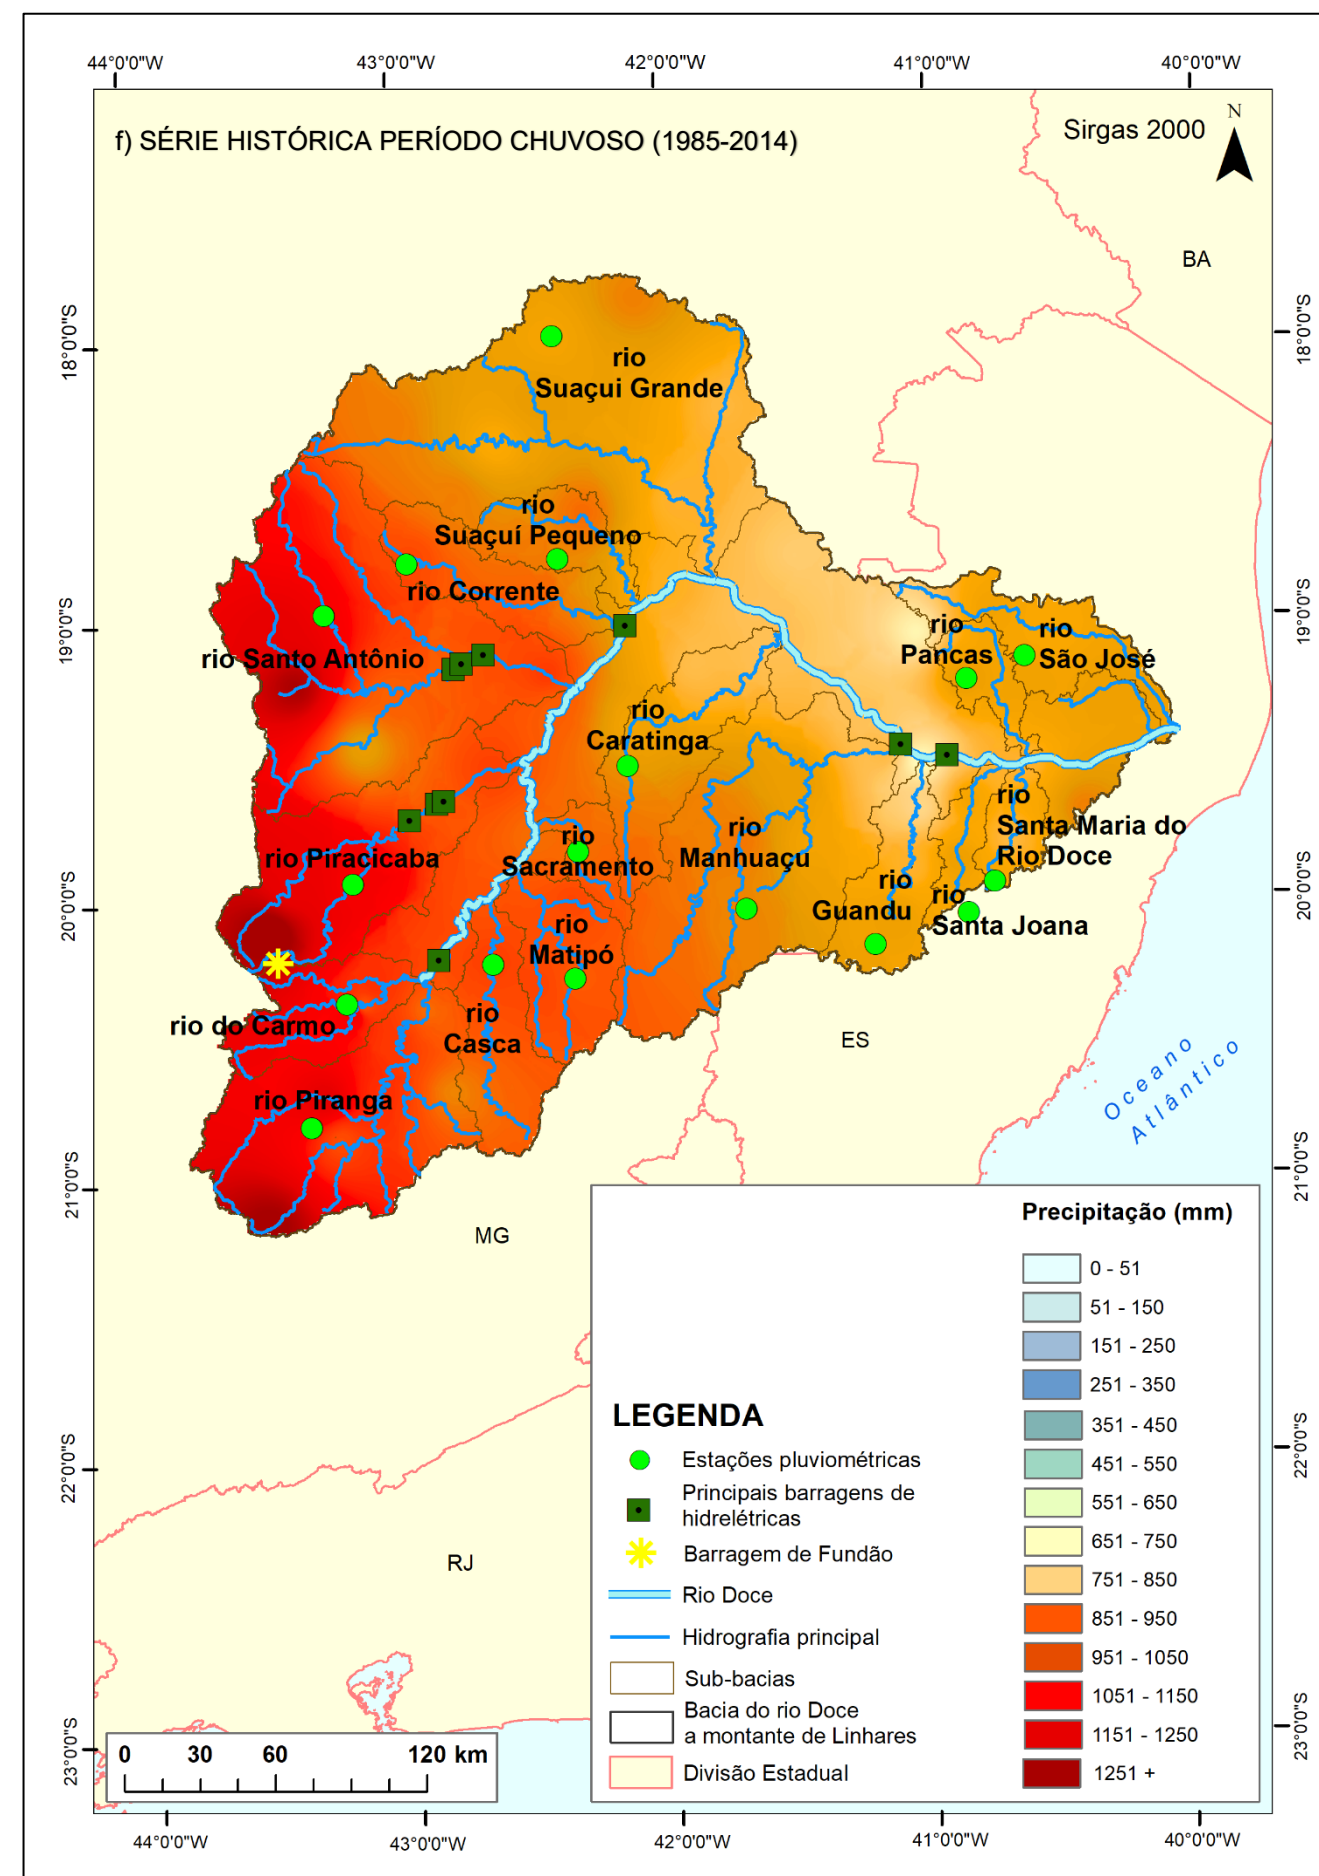 44°0'0"W
43°0'0"W
42°0'0"W
41°0'0"W
40°0'0"W
f) SÉRIE HISTÓRICA PERÍODO CHUVOSO (1985-2014)
Sirgas 2000
N
BA
18°0'0"S
18°0'0"S
rio
Suaçui Grande
rio
Suaçuí Pequeno
rio Corrente
19°0'0"S
19°0'0"S
rio Santo Antônio
rio
Pancas
rio
São José
rio
Caratinga
rio
Santa Maria do
Rio Doce
rio
Sacramento
rio
Manhuaçu
rio Piracicaba
20°0'0"S
20°0'0"S
rio
Guandu
rio
Santa Joana
rio
Matipó
rio do Carmo
rio
Casca
ES
rio Piranga
Oceano
Atlântico
21°0'0"S
21°0'0"S
MG
22°0'0"S
22°0'0"S
RJ
23°0'0"S
23°0'0"S
LEGENDA
Estações pluviométricas
Principais barragens de
hidrelétricas
Barragem de Fundão
Rio Doce
Hidrografia principal
Sub-bacias
Bacia do rio Doce
a montante de Linhares
Divisão Estadual
Precipitação (mm)
0 - 51
51 - 150
151 - 250
251 - 350
351 - 450
451 - 550
551 - 650
651 - 750
751 - 850
851 - 950
951 - 1050
1051 - 1150
1151 - 1250
1251 +
0 30 60 120 km
44°0'0"W
43°0'0"W
42°0'0"W
41°0'0"W
40°0'0"W